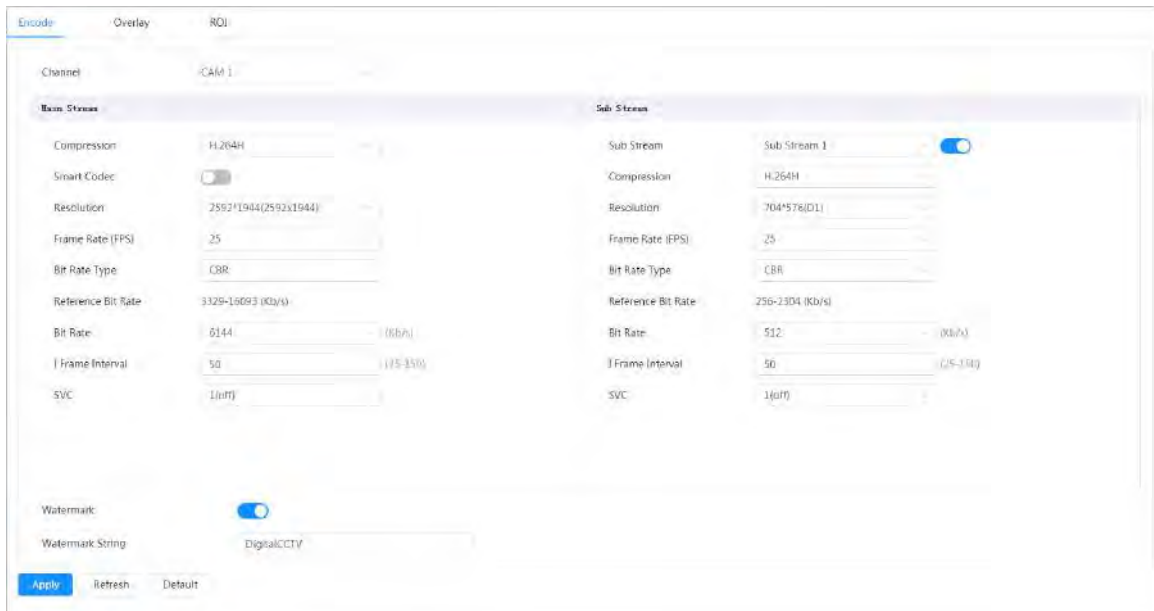 Encode Overlay ROI
Channel CAM 1
Main Stream Sub Stream
Compression H.264H Sub Stream Sub Stream 1
Smart Codec Compression H.264H
Resolution 2592*1944(2592x1944) Resolution 704*576(D1)
Frame Rate (FPS) 25 Frame Rate (FPS) 25
Bit Rate Type CBR Bit Rate Type CBR
Reference Bit Rate 3329-16093 (Kb/s) Reference Bit Rate 256-2304 (Kb/s)
Bit Rate 6144 (Kb/s) Bit Rate 512 (Kb/s)
I Frame Interval 50 (25-150) I Frame Interval 50 (25-150)
SVC 1(off) SVC 1(off)
Watermark
Watermark String DigitalCCTV
Apply Refresh Default